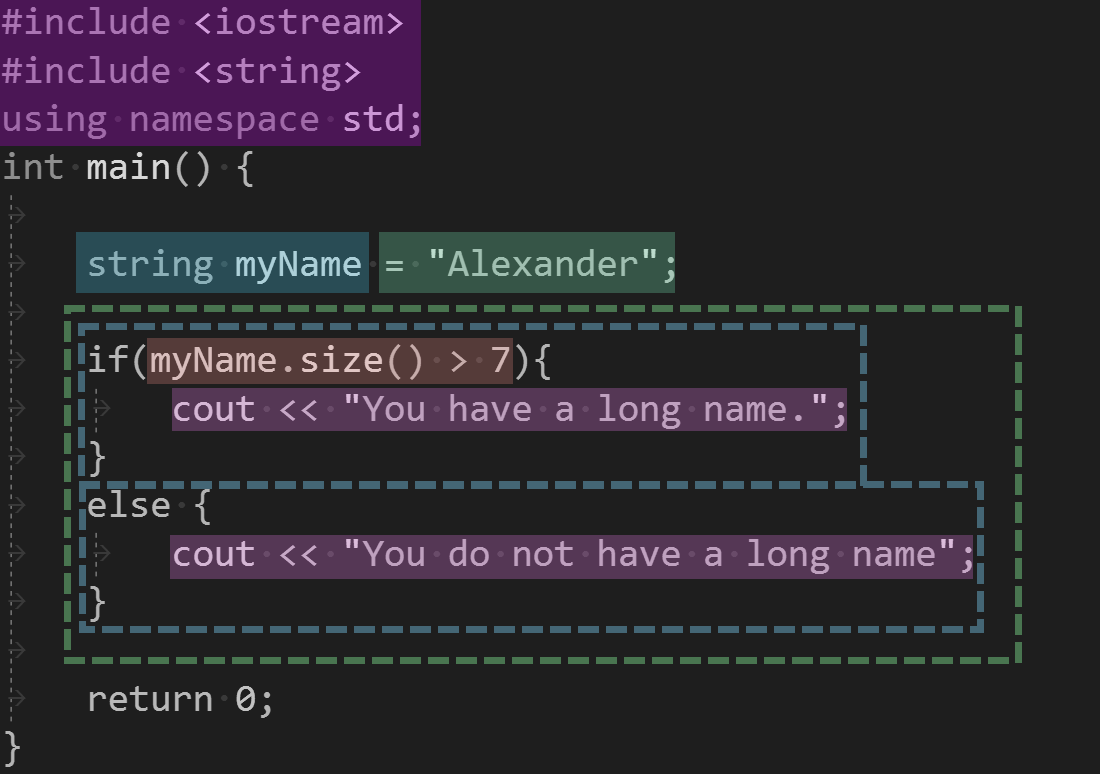 #include <iostream>
#include <string>
using namespace std;
int main() {
string myName = "Alexander";
if(myName.size() > 7){
cout << "You have a long name.";
}
else {
cout << "You do not have a long name";
}
return 0;
}